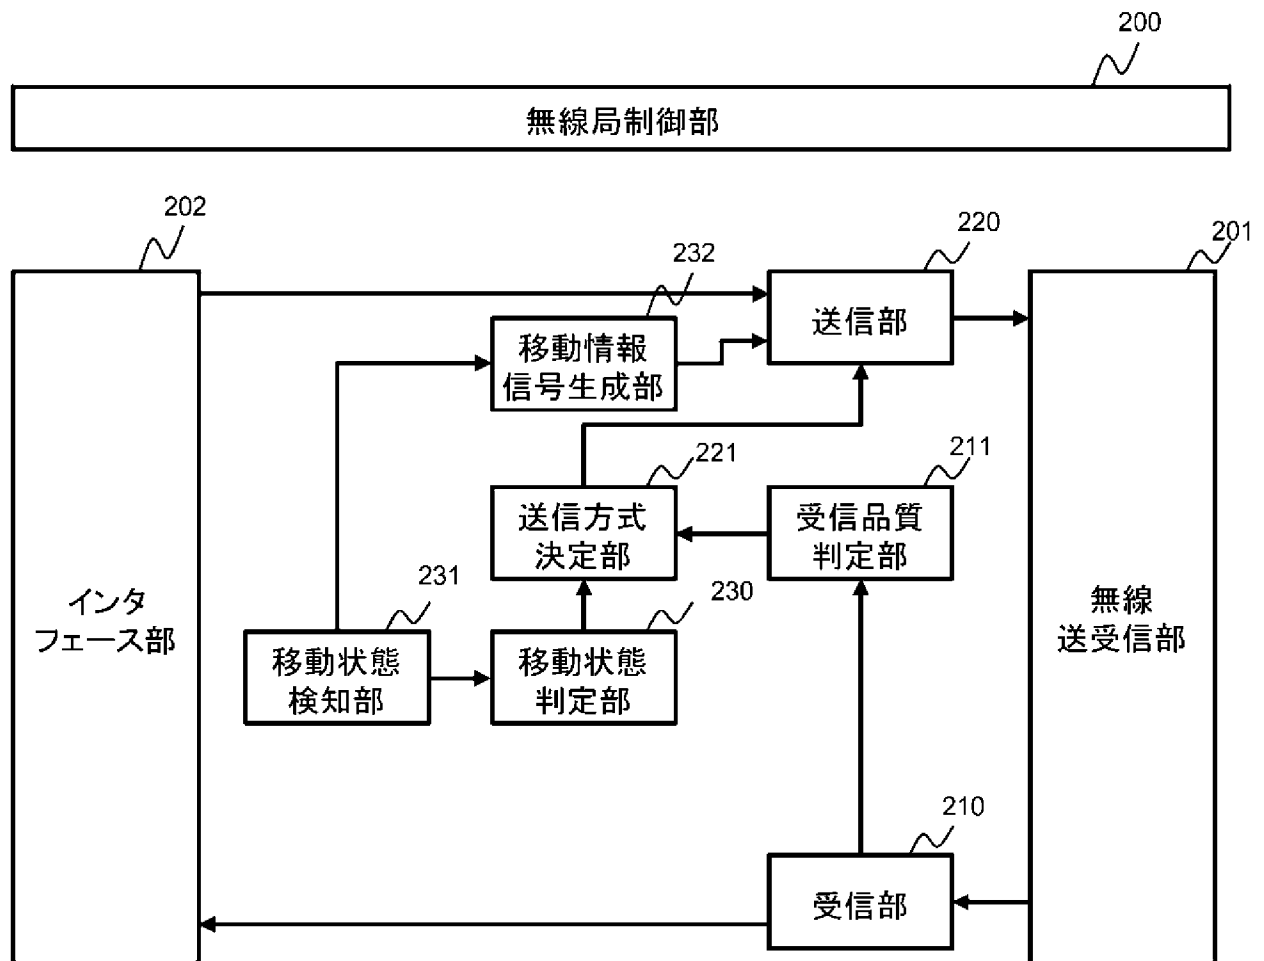 200
無線局制御部
202
220
201
232
送信部
移動情報
信号生成部
221
211
送信方式
決定部
受信品質
判定部
231
230
インタ
フェース部
無線
送受信部
移動状態
検知部
移動状態
判定部
210
受信部